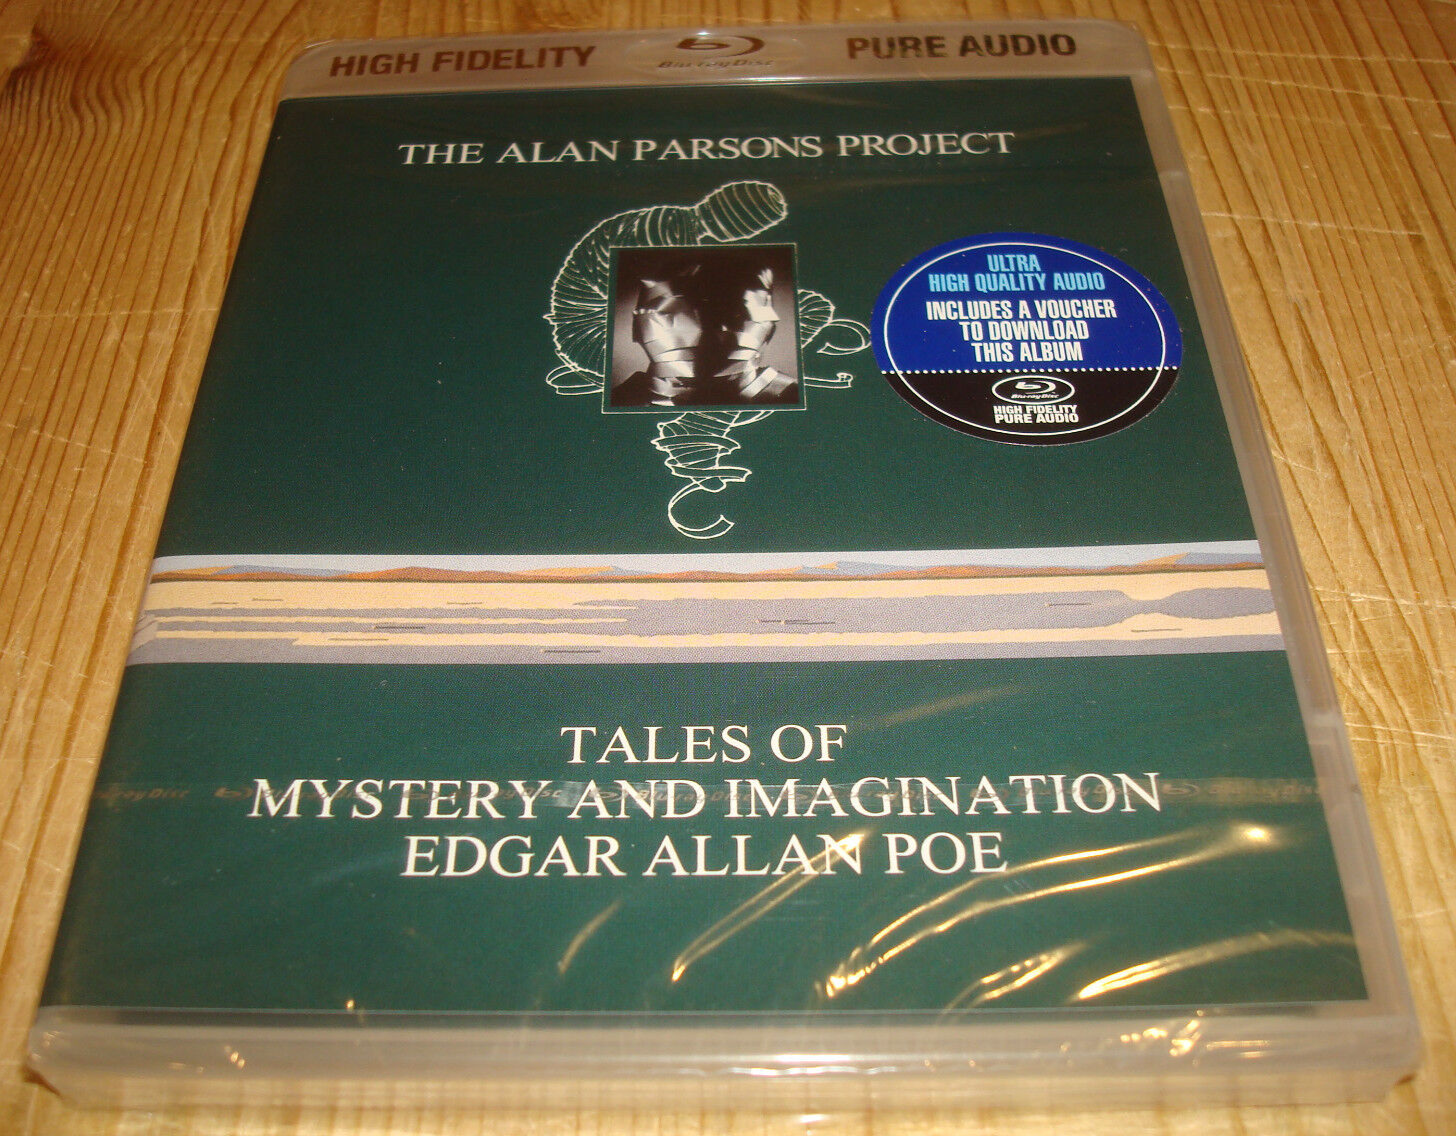 HIGH FIDELITY Blu-ray Disc PURE AUDIO
THE ALAN PARSONS PROJECT
ULTRA
HIGH QUALITY AUDIO
INCLUDES A VOUCHER
TO DOWNLOAD
THIS ALBUM
Blu-ray Disc
HIGH FIDELITY
PURE AUDIO
TALES OF
MYSTERY AND IMAGINATION
EDGAR ALLAN POE